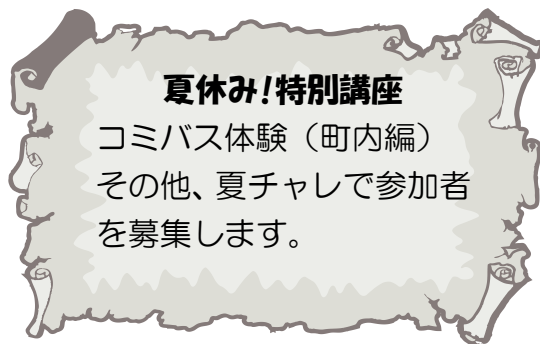 夏休み！特別講座
コミバス体験（町内編）
その他、夏チャレで参加者
を募集します。